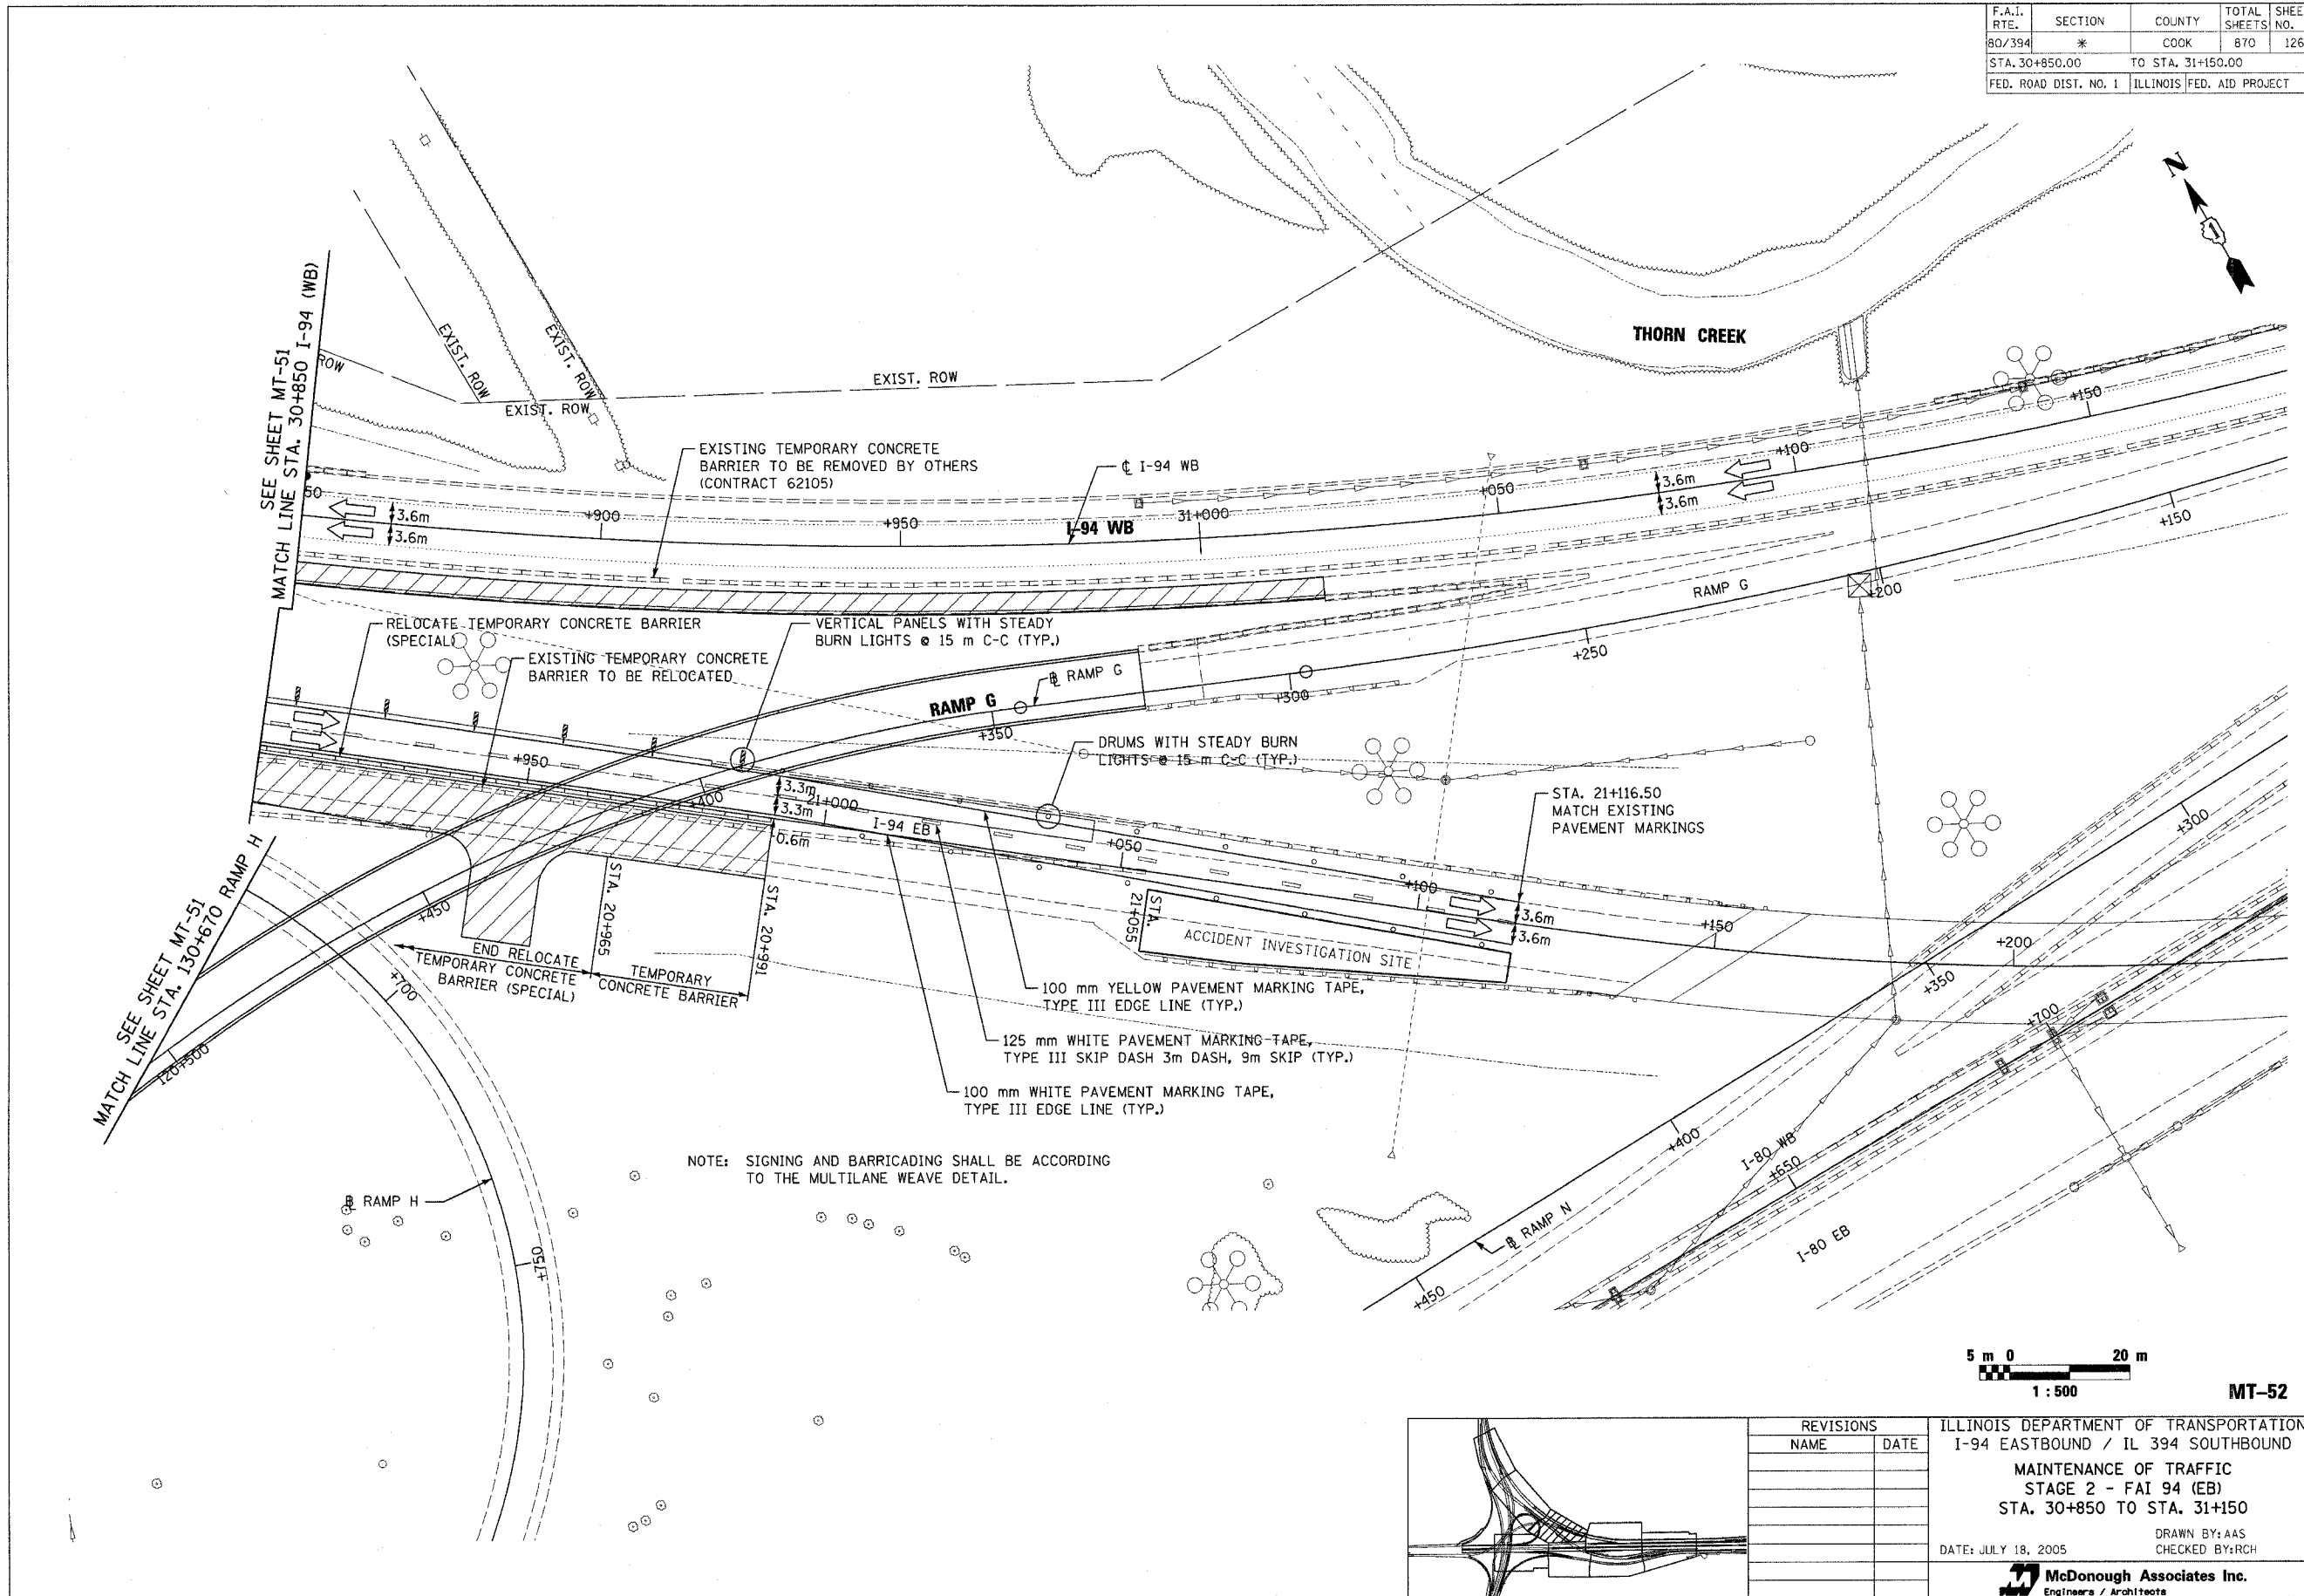 F.A.I. RTE. SECTION COUNTY TOTAL SHEETS SHEE NO.
80/394 * COOK 870 126
STA. 30+850.00 TO STA. 31+150.00
FED. ROAD DIST. NO. 1 ILLINOIS FED. AID PROJECT
N
1
THORN CREEK
SEE SHEET MT-51
MATCH LINE STA. 30+850 I-94 (WB)
ROW
EXIST. ROW
EXIST. ROW
EXIST. ROW
EXIST. ROW
EXISTING TEMPORARY CONCRETE
BARRIER TO BE REMOVED BY OTHERS
(CONTRACT 62105)
℄ I-94 WB
50
3.6m
3.6m
+900
+950
I-94 WB
31+000
+050
3.6m
3.6m
+100
+150
+150
RELOCATE TEMPORARY CONCRETE BARRIER
(SPECIAL)
EXISTING TEMPORARY CONCRETE
BARRIER TO BE RELOCATED
VERTICAL PANELS WITH STEADY
BURN LIGHTS @ 15 m C-C (TYP.)
RAMP G
℄ RAMP G
RAMP G
+200
+250
+300
+350
DRUMS WITH STEADY BURN
LIGHTS @ 15 m C-C (TYP.)
+950
+400
3.3m
3.3m
0.6m
21+000
I-94 EB
+050
+100
STA. 21+116.50
MATCH EXISTING
PAVEMENT MARKINGS
3.6m
3.6m
+150
+200
+300
+350
+450
STA. 20+965
STA. 20+991
STA.
21+055
ACCIDENT INVESTIGATION SITE
END RELOCATE
TEMPORARY CONCRETE
BARRIER (SPECIAL)
TEMPORARY
CONCRETE BARRIER
SEE SHEET MT-51
MATCH LINE STA. 130+670 RAMP H
120+500
+700
100 mm YELLOW PAVEMENT MARKING TAPE,
TYPE III EDGE LINE (TYP.)
125 mm WHITE PAVEMENT MARKING TAPE,
TYPE III SKIP DASH 3m DASH, 9m SKIP (TYP.)
100 mm WHITE PAVEMENT MARKING TAPE,
TYPE III EDGE LINE (TYP.)
NOTE: SIGNING AND BARRICADING SHALL BE ACCORDING
TO THE MULTILANE WEAVE DETAIL.
+700
+400
I-80 WB
+650
℄ RAMP N
I-80 EB
+450
℄ RAMP H
+750
5 m 0 20 m
1 : 500
MT-52
REVISIONS
NAME DATE
ILLINOIS DEPARTMENT OF TRANSPORTATION
I-94 EASTBOUND / IL 394 SOUTHBOUND
MAINTENANCE OF TRAFFIC
STAGE 2 - FAI 94 (EB)
STA. 30+850 TO STA. 31+150
DRAWN BY: AAS
DATE: JULY 18, 2005 CHECKED BY: RCH
McDonough Associates Inc.
Engineers / Architects